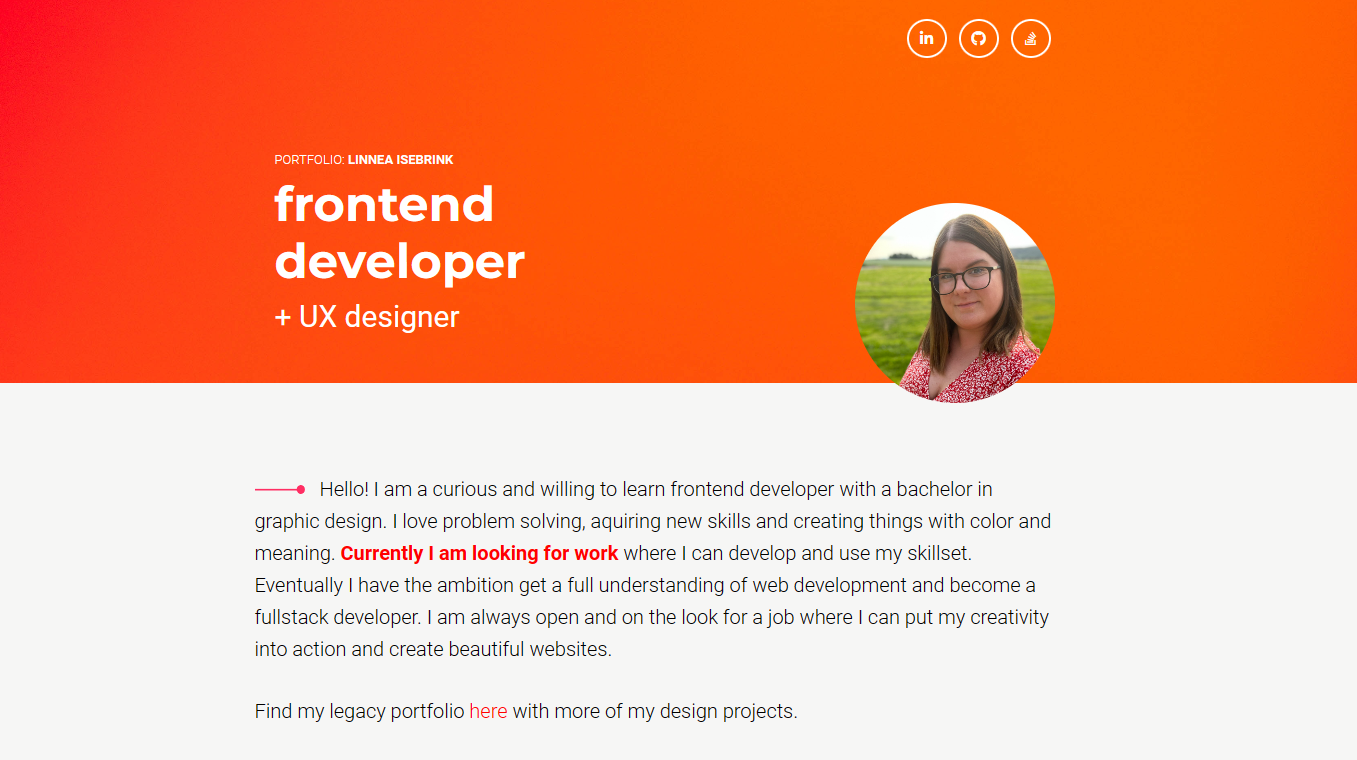 in
PORTFOLIO: LINNEA ISEBRINK
frontend
developer
+ UX designer
Hello! I am a curious and willing to learn frontend developer with a bachelor in
graphic design. I love problem solving, aquiring new skills and creating things with color and
meaning. Currently I am looking for work where I can develop and use my skillset.
Eventually I have the ambition get a full understanding of web development and become a
fullstack developer. I am always open and on the look for a job where I can put my creativity
into action and create beautiful websites.
Find my legacy portfolio here with more of my design projects.